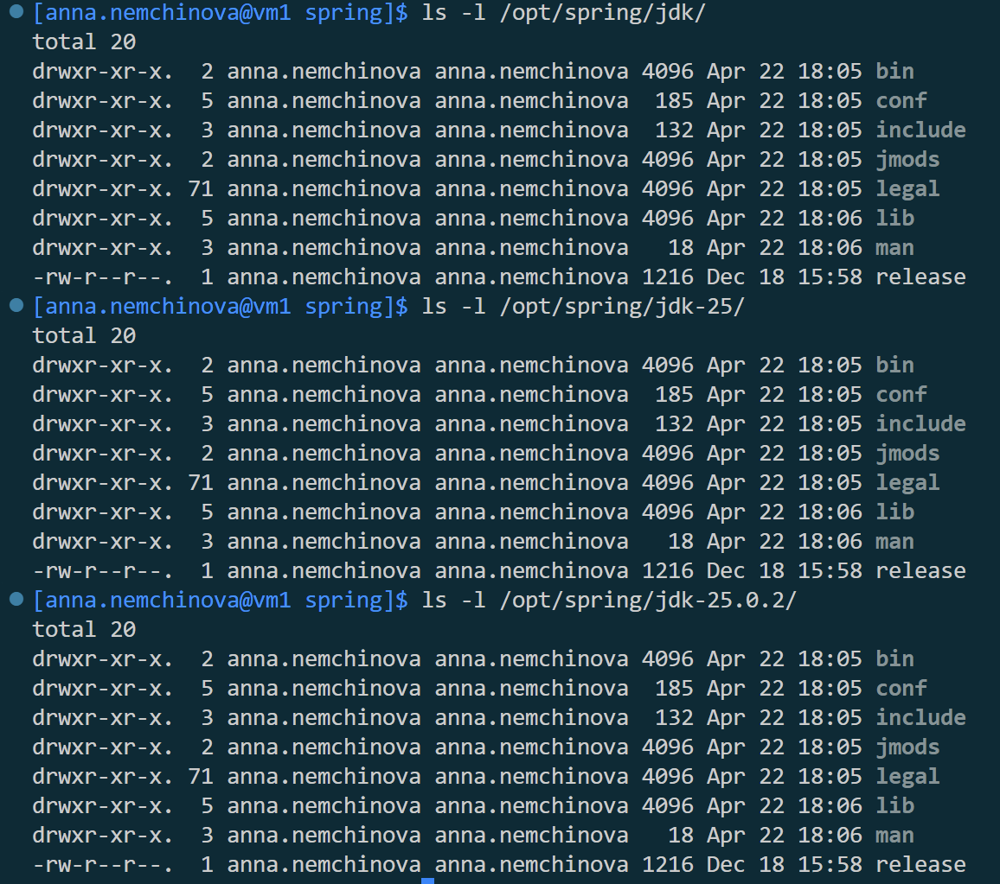 [anna.nemchinova@vm1 spring]$ ls -l /opt/spring/jdk/
total 20
drwxr-xr-x.  2 anna.nemchinova anna.nemchinova 4096 Apr 22 18:05 bin
drwxr-xr-x.  5 anna.nemchinova anna.nemchinova  185 Apr 22 18:05 conf
drwxr-xr-x.  3 anna.nemchinova anna.nemchinova  132 Apr 22 18:05 include
drwxr-xr-x.  2 anna.nemchinova anna.nemchinova 4096 Apr 22 18:05 jmods
drwxr-xr-x. 71 anna.nemchinova anna.nemchinova 4096 Apr 22 18:05 legal
drwxr-xr-x.  5 anna.nemchinova anna.nemchinova 4096 Apr 22 18:06 lib
drwxr-xr-x.  3 anna.nemchinova anna.nemchinova   18 Apr 22 18:06 man
-rw-r--r--.  1 anna.nemchinova anna.nemchinova 1216 Dec 18 15:58 release
[anna.nemchinova@vm1 spring]$ ls -l /opt/spring/jdk-25/
total 20
drwxr-xr-x.  2 anna.nemchinova anna.nemchinova 4096 Apr 22 18:05 bin
drwxr-xr-x.  5 anna.nemchinova anna.nemchinova  185 Apr 22 18:05 conf
drwxr-xr-x.  3 anna.nemchinova anna.nemchinova  132 Apr 22 18:05 include
drwxr-xr-x.  2 anna.nemchinova anna.nemchinova 4096 Apr 22 18:05 jmods
drwxr-xr-x. 71 anna.nemchinova anna.nemchinova 4096 Apr 22 18:05 legal
drwxr-xr-x.  5 anna.nemchinova anna.nemchinova 4096 Apr 22 18:06 lib
drwxr-xr-x.  3 anna.nemchinova anna.nemchinova   18 Apr 22 18:06 man
-rw-r--r--.  1 anna.nemchinova anna.nemchinova 1216 Dec 18 15:58 release
[anna.nemchinova@vm1 spring]$ ls -l /opt/spring/jdk-25.0.2/
total 20
drwxr-xr-x.  2 anna.nemchinova anna.nemchinova 4096 Apr 22 18:05 bin
drwxr-xr-x.  5 anna.nemchinova anna.nemchinova  185 Apr 22 18:05 conf
drwxr-xr-x.  3 anna.nemchinova anna.nemchinova  132 Apr 22 18:05 include
drwxr-xr-x.  2 anna.nemchinova anna.nemchinova 4096 Apr 22 18:05 jmods
drwxr-xr-x. 71 anna.nemchinova anna.nemchinova 4096 Apr 22 18:05 legal
drwxr-xr-x.  5 anna.nemchinova anna.nemchinova 4096 Apr 22 18:06 lib
drwxr-xr-x.  3 anna.nemchinova anna.nemchinova   18 Apr 22 18:06 man
-rw-r--r--.  1 anna.nemchinova anna.nemchinova 1216 Dec 18 15:58 release